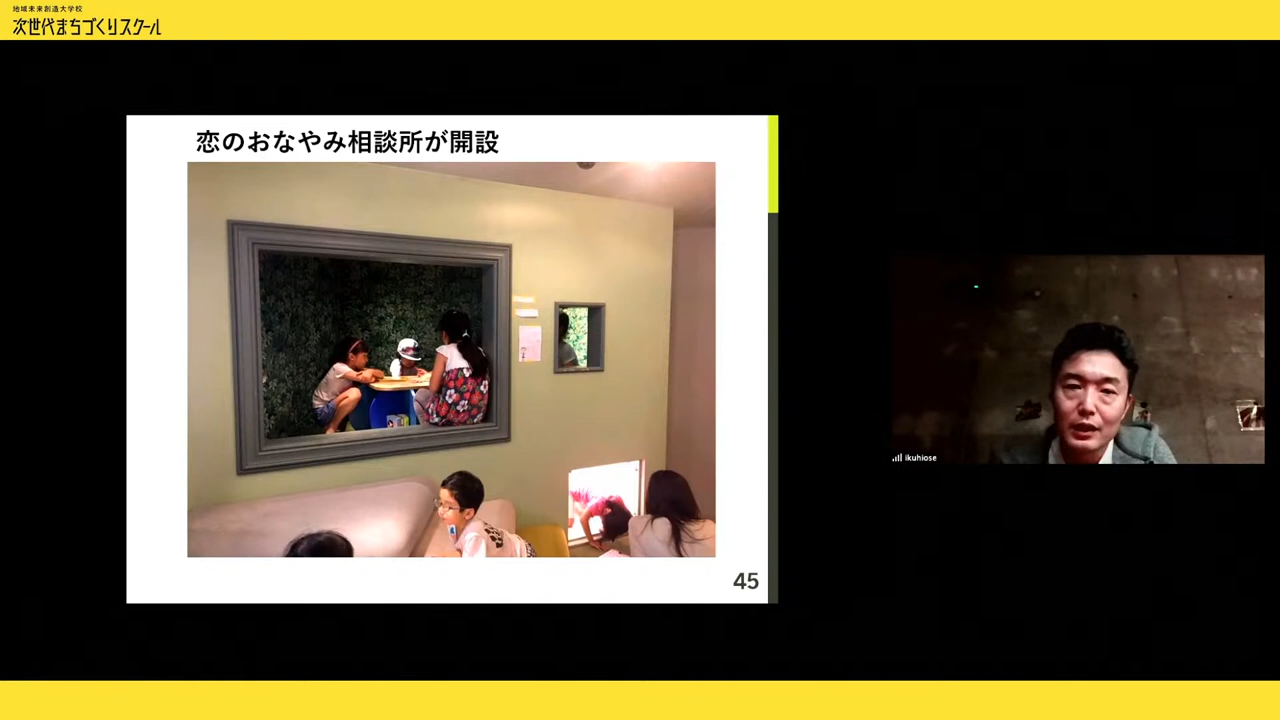 地域未来創造大学校
次世代まちづくりスクール
恋のおなやみ相談所が開設
45
ikuhiose